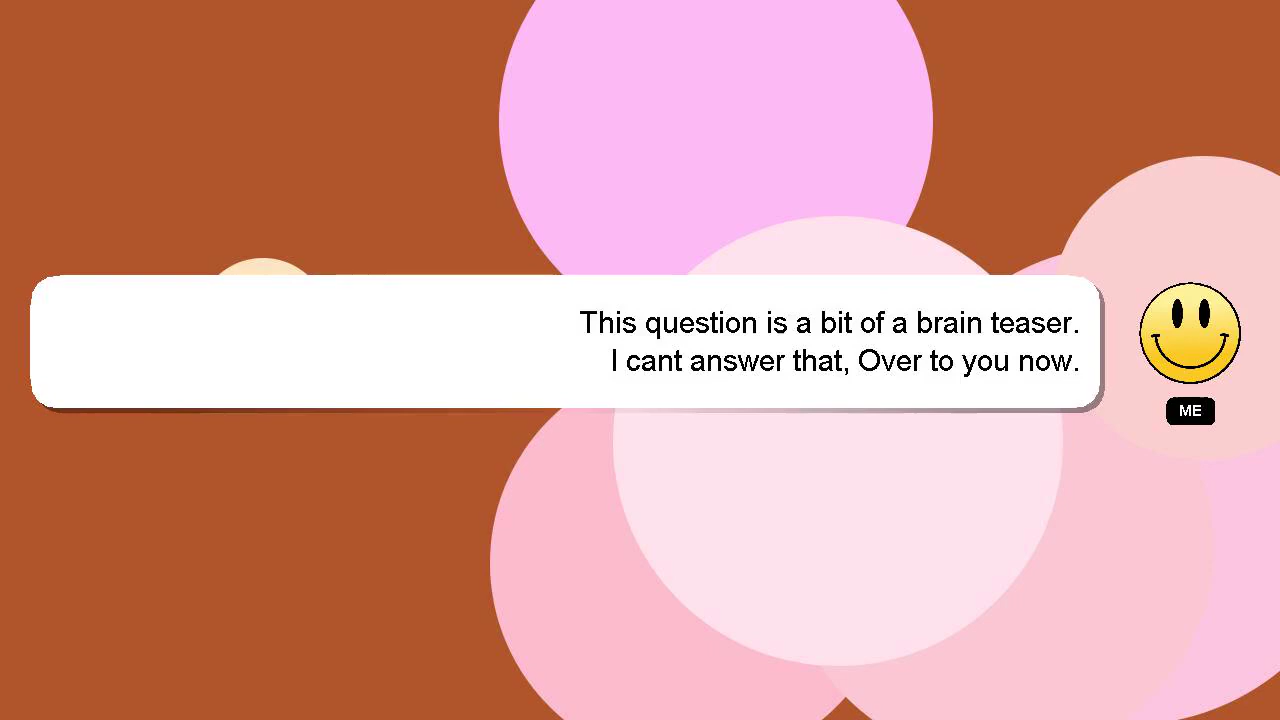 This question is a bit of a brain teaser.
I cant answer that, Over to you now.
ME